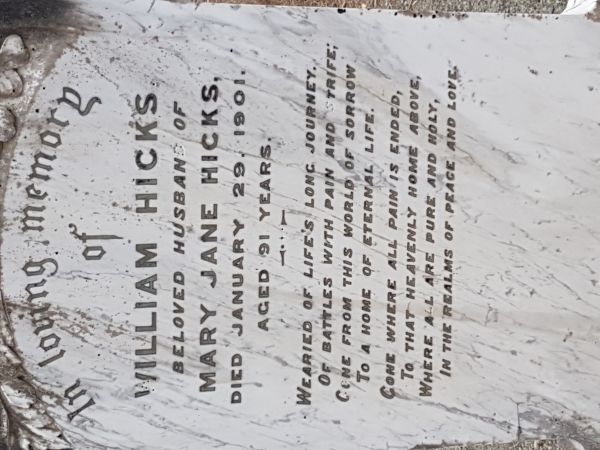 In loving memory
of
WILLIAM HICKS
BELOVED HUSBAND OF
MARY JANE HICKS,
DIED JANUARY 29, 1901.
AGED 91 YEARS.
WEARIED OF LIFE'S LONG JOURNEY,
OF BATTLES WITH PAIN AND STRIFE;
GONE FROM THIS WORLD OF SORROW
TO A HOME OF ETERNAL LIFE.
GONE WHERE ALL PAIN IS ENDED,
TO THAT HEAVENLY HOME ABOVE,
WHERE ALL ARE PURE AND HOLY,
IN THE REALMS OF PEACE AND LOVE.